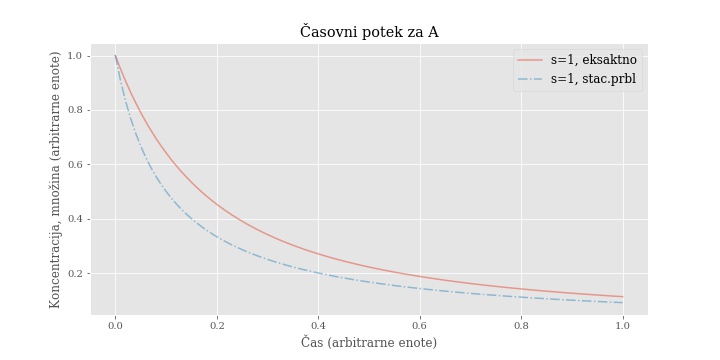 Časovni potek za A
s=1, eksaktno
s=1, stac.prbl
Koncentracija, množina (arbitrarne enote)
1.0
0.8
0.6
0.4
0.2
0.0
0.2
0.4
0.6
0.8
1.0
Čas (arbitrarne enote)